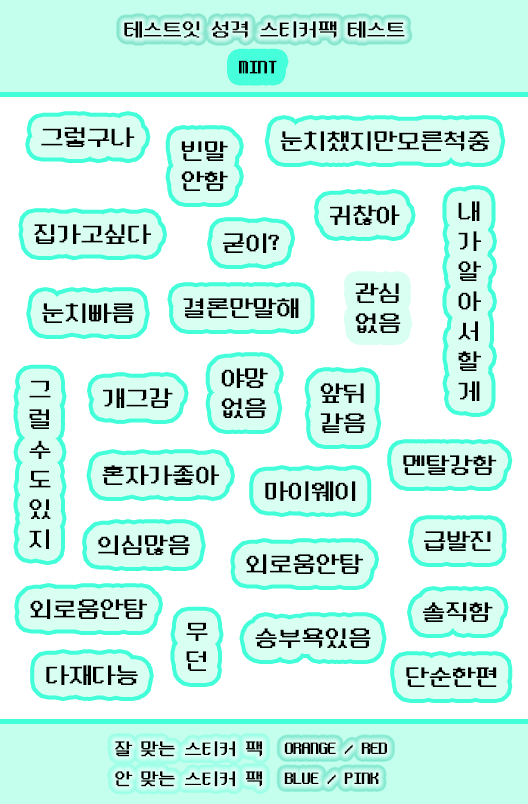 테스트잇 성격 스티커팩 테스트
MINT
그렇구나
빈말
안함
눈치챘지만모른척중
귀찮아
내
가
알
아
서
할
게
집가고싶다
굳이?
관심
없음
눈치빠름
결론만말해
그
럴
수
도
있
지
개그감
야망
없음
앞뒤
같음
멘탈강함
혼자가좋아
마이웨이
의심많음
외로움안탐
급발진
외로움안탐
무
던
승부욕있음
솔직함
다재다능
단순한편
잘 맞는 스티커 팩 ORANGE / RED
안 맞는 스티커 팩 BLUE / PINK